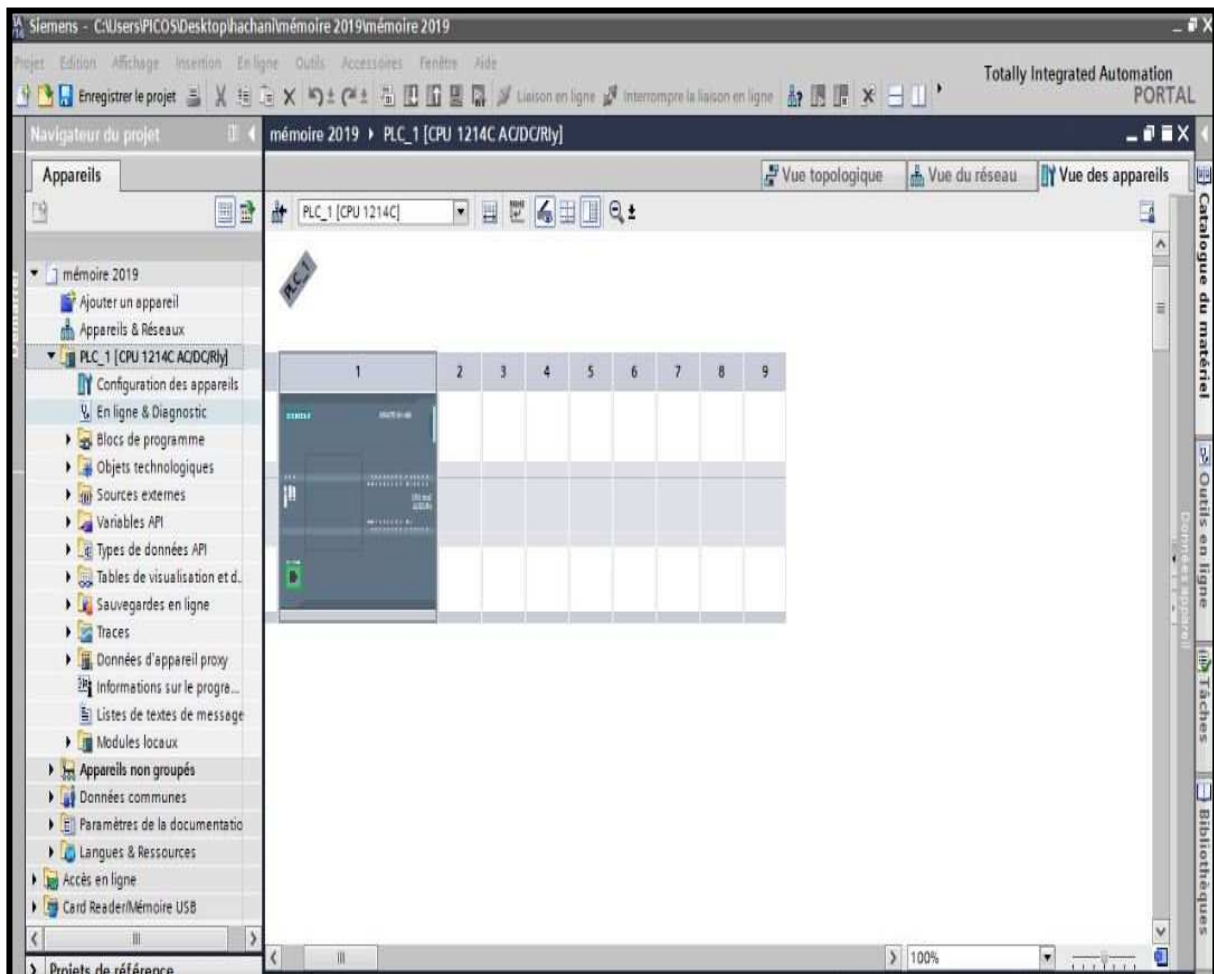 Siemens - C:\Users\PICOS\Desktop\hachani\mémoire 2019\mémoire 2019
Projet Edition Affichage Insertion En ligne Outils Accessoires Fenêtre Aide
Totally Integrated Automation
PORTAL
Enregistrer le projet Liaison en ligne Interrompre la liaison en ligne
Navigateur du projet
mémoire 2019 PLC_1 [CPU 1214C AC/DC/Rly]
Appareils
Vue topologique Vue du réseau Vue des appareils
PLC_1 [CPU 1214C]
PLC_1
mémoire 2019
Ajouter un appareil
Appareils & Réseaux
PLC_1 [CPU 1214C AC/DC/Rly]
Configuration des appareils
En ligne & Diagnostic
Blocs de programme
Objets technologiques
Sources externes
Variables API
Types de données API
Tables de visualisation et d..
Sauvegardes en ligne
Traces
Données d'appareil proxy
Informations sur le progra...
Listes de textes de message
Modules locaux
Appareils non groupés
Données communes
Paramètres de la documentatio
Langues & Ressources
Accès en ligne
Card Reader/Mémoire USB
Projets de référence
1 2 3 4 5 6 7 8 9
SIEMENS
100%
Démarrer
Données appareil
Catalogue du matériel
Outils en ligne
Tâches
Bibliothèques